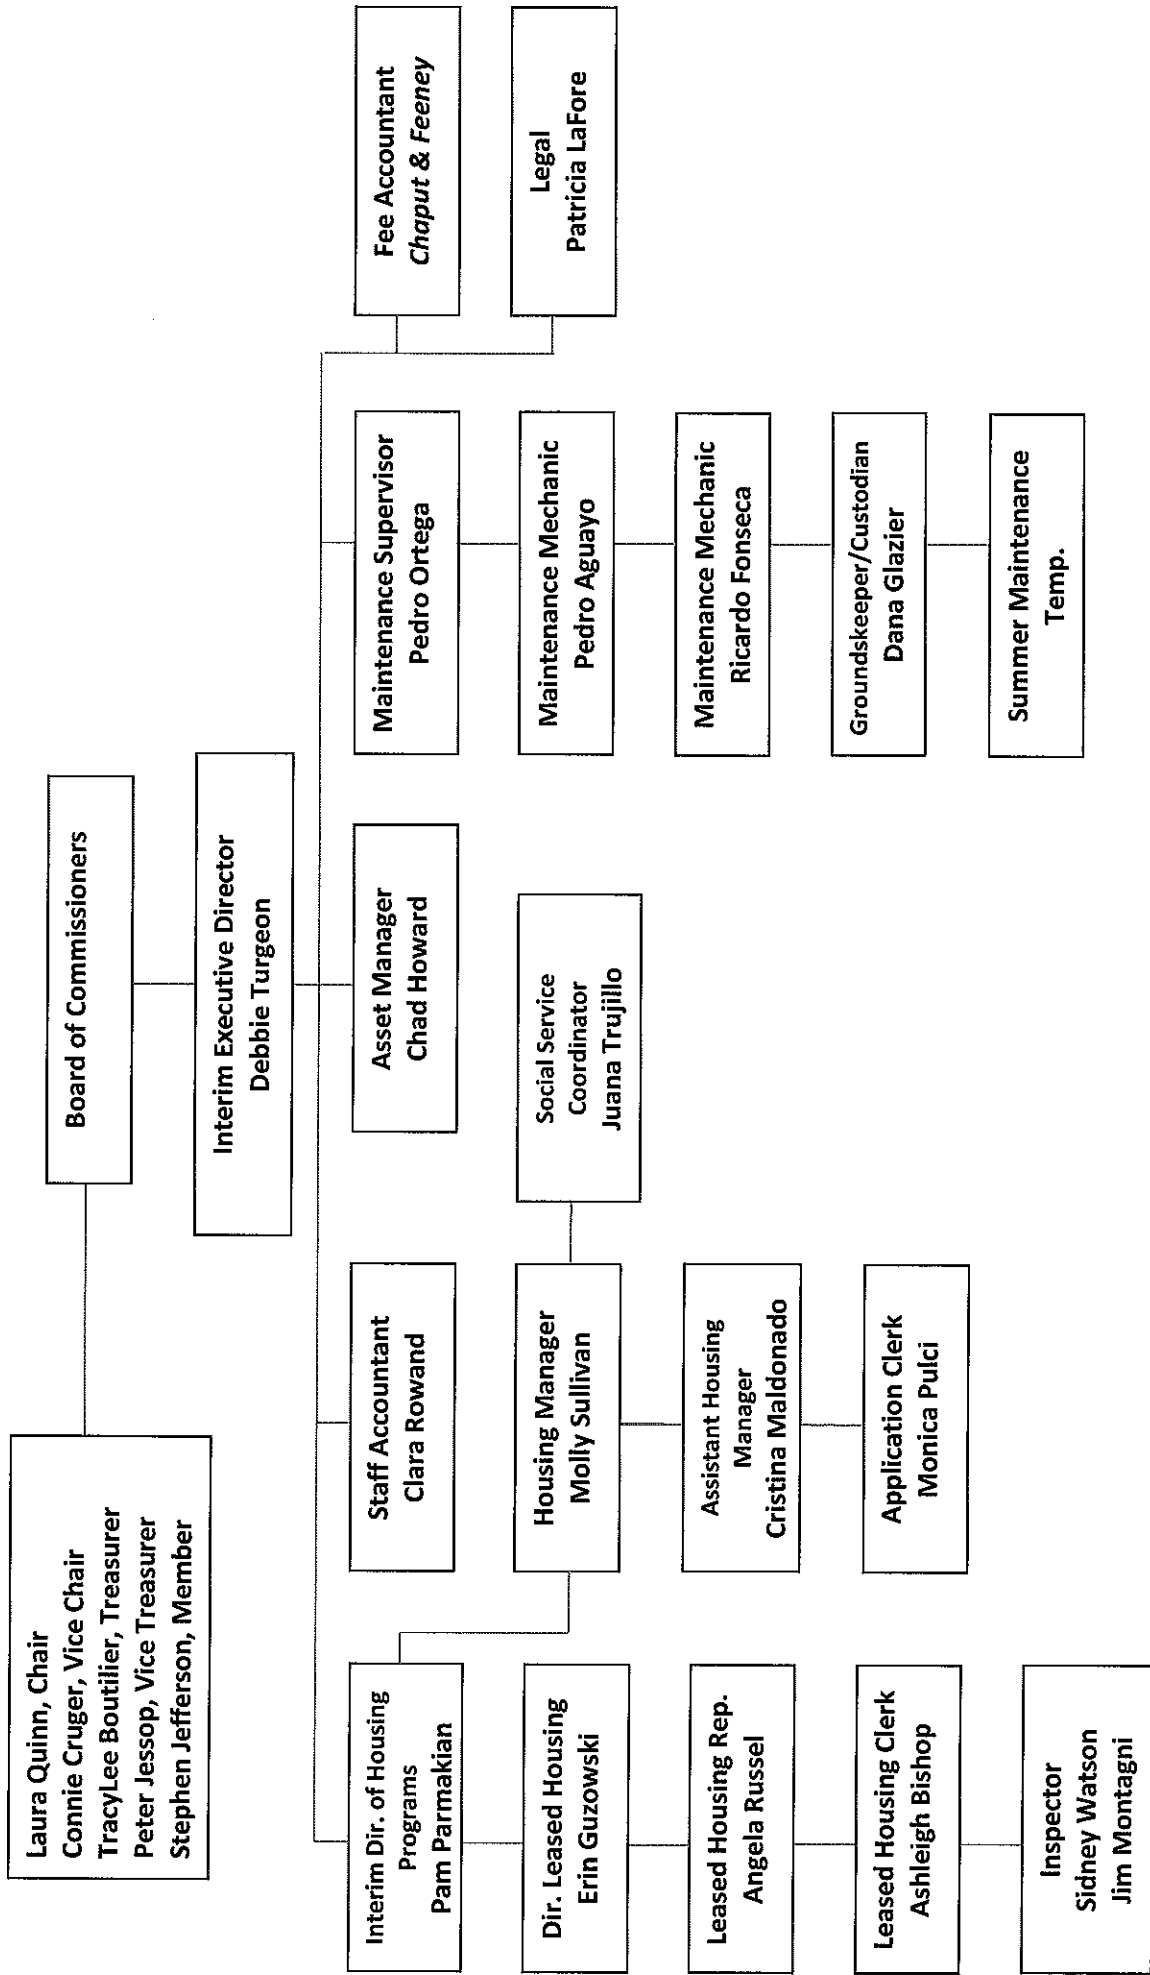 Laura Quinn, Chair
Connie Cruger, Vice Chair
TracyLee Boutilier, Treasurer
Peter Jessop, Vice Treasurer
Stephen Jefferson, Member
Board of Commissioners
Interim Executive Director
Debbie Turgeon
Interim Dir. of Housing
Programs
Pam Parmakian
Dir. Leased Housing
Erin Guzowski
Leased Housing Rep.
Angela Russel
Leased Housing Clerk
Ashleigh Bishop
Inspector
Sidney Watson
Jim Montagni
Staff Accountant
Clara Rowand
Housing Manager
Molly Sullivan
Assistant Housing
Manager
Cristina Maldonado
Application Clerk
Monica Pulci
Social Service
Coordinator
Juana Trujillo
Asset Manager
Chad Howard
Maintenance Supervisor
Pedro Ortega
Maintenance Mechanic
Pedro Aguayo
Maintenance Mechanic
Ricardo Fonseca
Groundskeeper/Custodian
Dana Glazier
Summer Maintenance
Temp.
Fee Accountant
Chaput & Feeney
Legal
Patricia LaFore